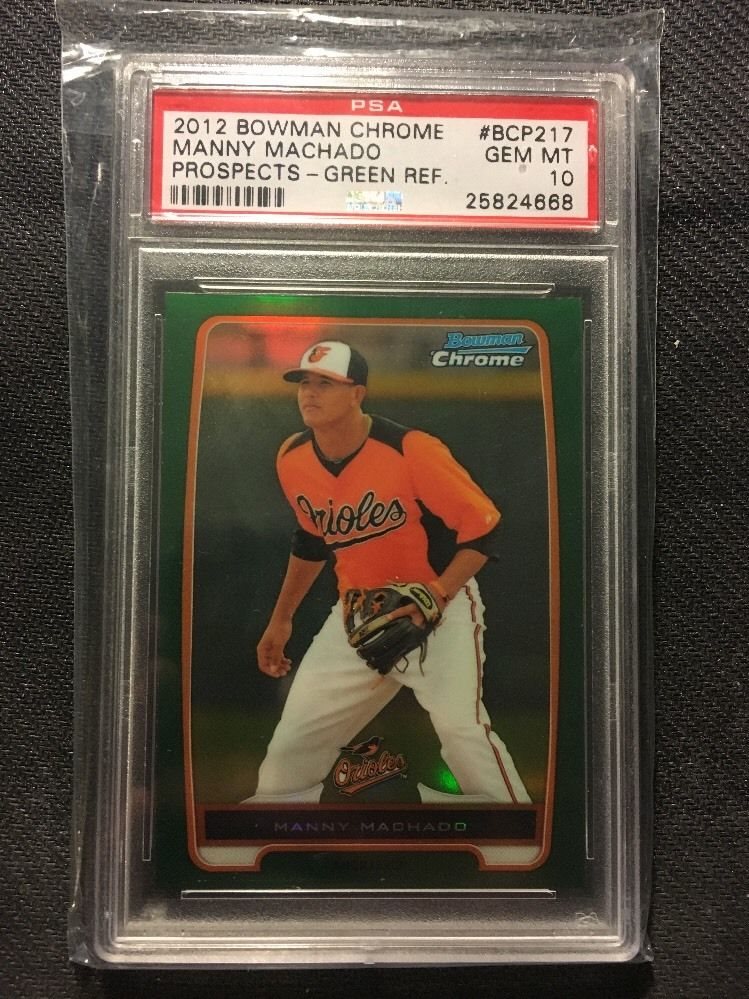 PSA
2012 BOWMAN CHROME #BCP217
MANNY MACHADO GEM MT
PROSPECTS - GREEN REF. 10
25824668
Bowman
Chrome
Orioles
Orioles
MANNY MACHADO